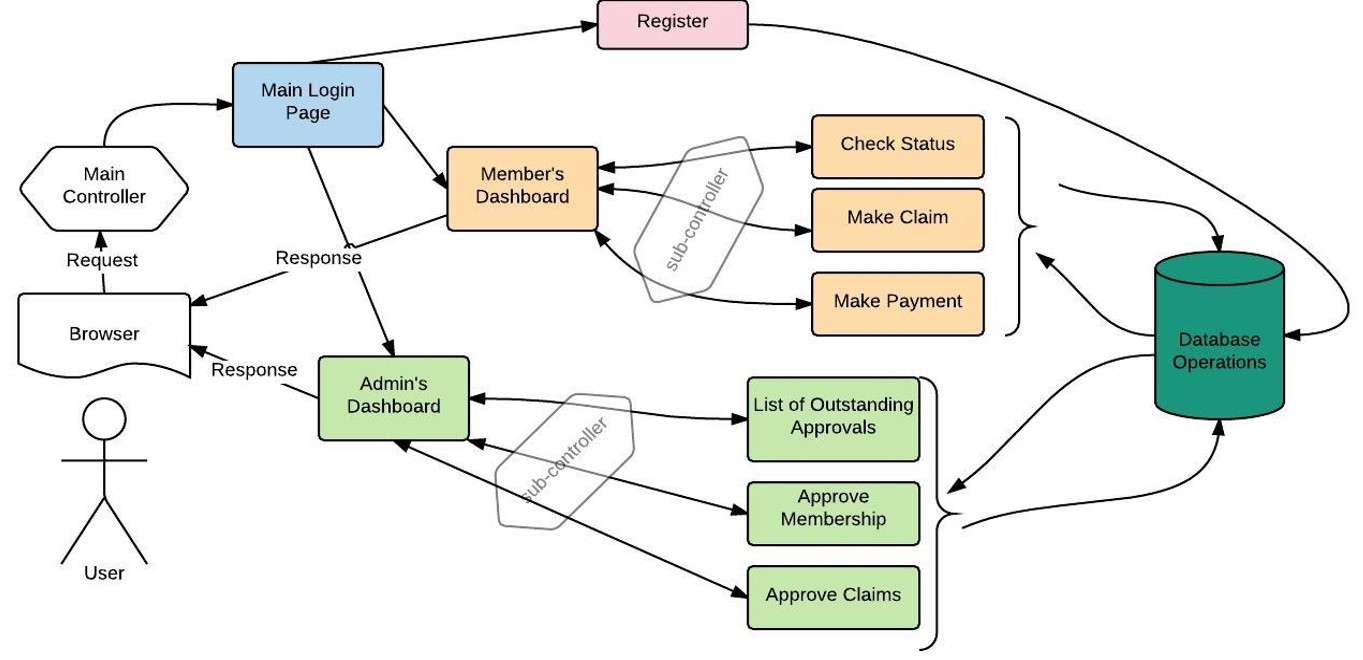 Register
Main Login
Page
Check Status
Main
Controller
Member's
Dashboard
sub-controller
Make Claim
Request
Response
Make Payment
Browser
Database
Operations
Response
Admin's
Dashboard
sub-controller
List of Outstanding
Approvals
Approve
Membership
User
Approve Claims